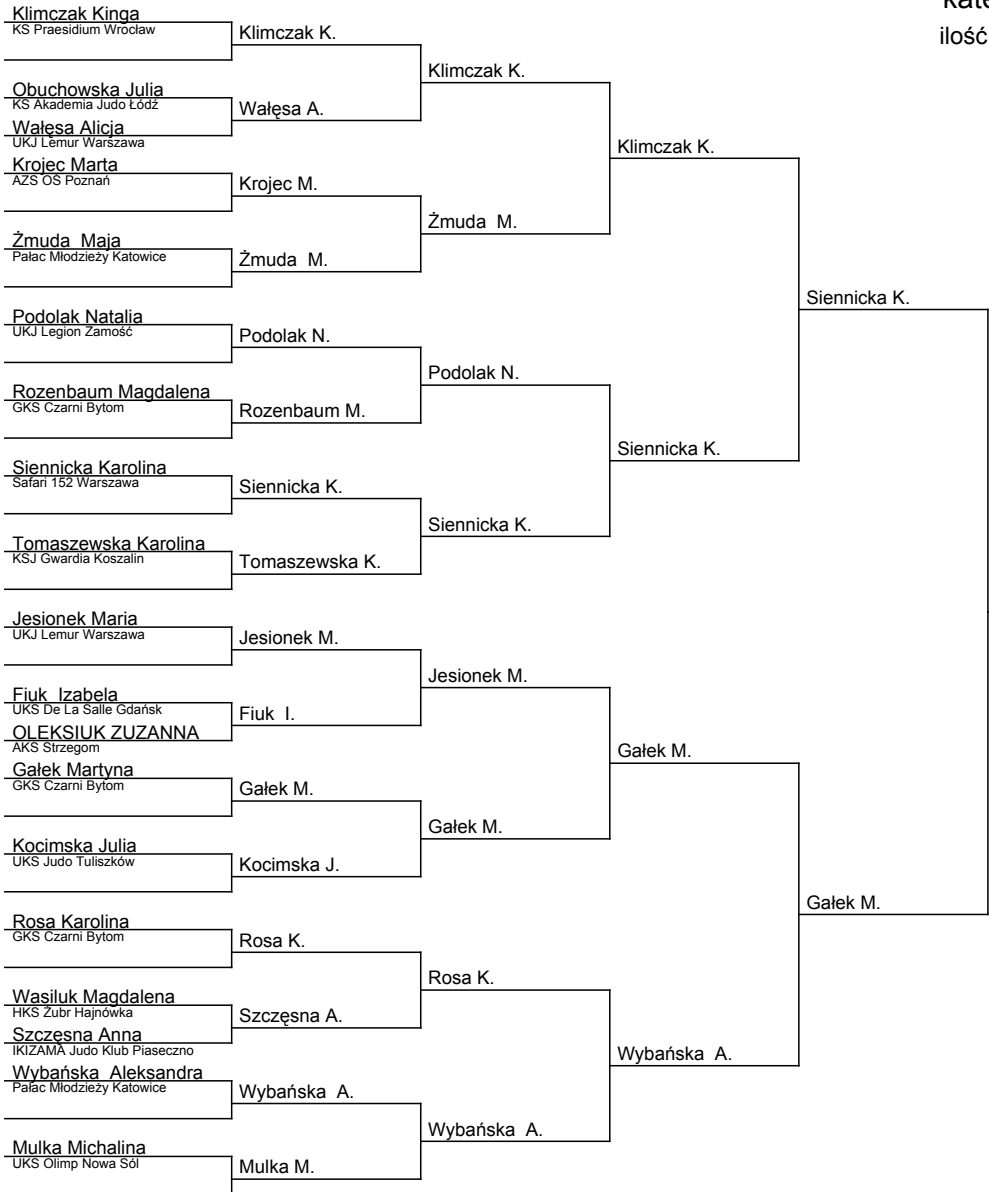 kate
ilość
Klimczak Kinga
KS Praesidium Wrocław
Obuchowska Julia
KS Akademia Judo Łódź
Wałęsa Alicja
UKJ Lemur Warszawa
Krojec Marta
AZS OŚ Poznań
Żmuda  Maja
Pałac Młodzieży Katowice
Podolak Natalia
UKJ Legion Zamość
Rozenbaum Magdalena
GKS Czarni Bytom
Siennicka Karolina
Safari 152 Warszawa
Tomaszewska Karolina
KSJ Gwardia Koszalin
Jesionek Maria
UKJ Lemur Warszawa
Fiuk  Izabela
UKS De La Salle Gdańsk
OLEKSIUK ZUZANNA
AKS Strzegom
Gałek Martyna
GKS Czarni Bytom
Kocimska Julia
UKS Judo Tuliszków
Rosa Karolina
GKS Czarni Bytom
Wasiluk Magdalena
HKS Żubr Hajnówka
Szczęsna Anna
IKIZAMA Judo Klub Piaseczno
Wybańska  Aleksandra
Pałac Młodzieży Katowice
Mulka Michalina
UKS Olimp Nowa Sól
Klimczak K.
Wałęsa A.
Krojec M.
Żmuda  M.
Podolak N.
Rozenbaum M.
Siennicka K.
Tomaszewska K.
Jesionek M.
Fiuk  I.
Gałek M.
Kocimska J.
Rosa K.
Szczęsna A.
Wybańska  A.
Mulka M.
Klimczak K.
Żmuda  M.
Podolak N.
Siennicka K.
Jesionek M.
Gałek M.
Rosa K.
Wybańska  A.
Klimczak K.
Siennicka K.
Gałek M.
Wybańska  A.
Siennicka K.
Gałek M.